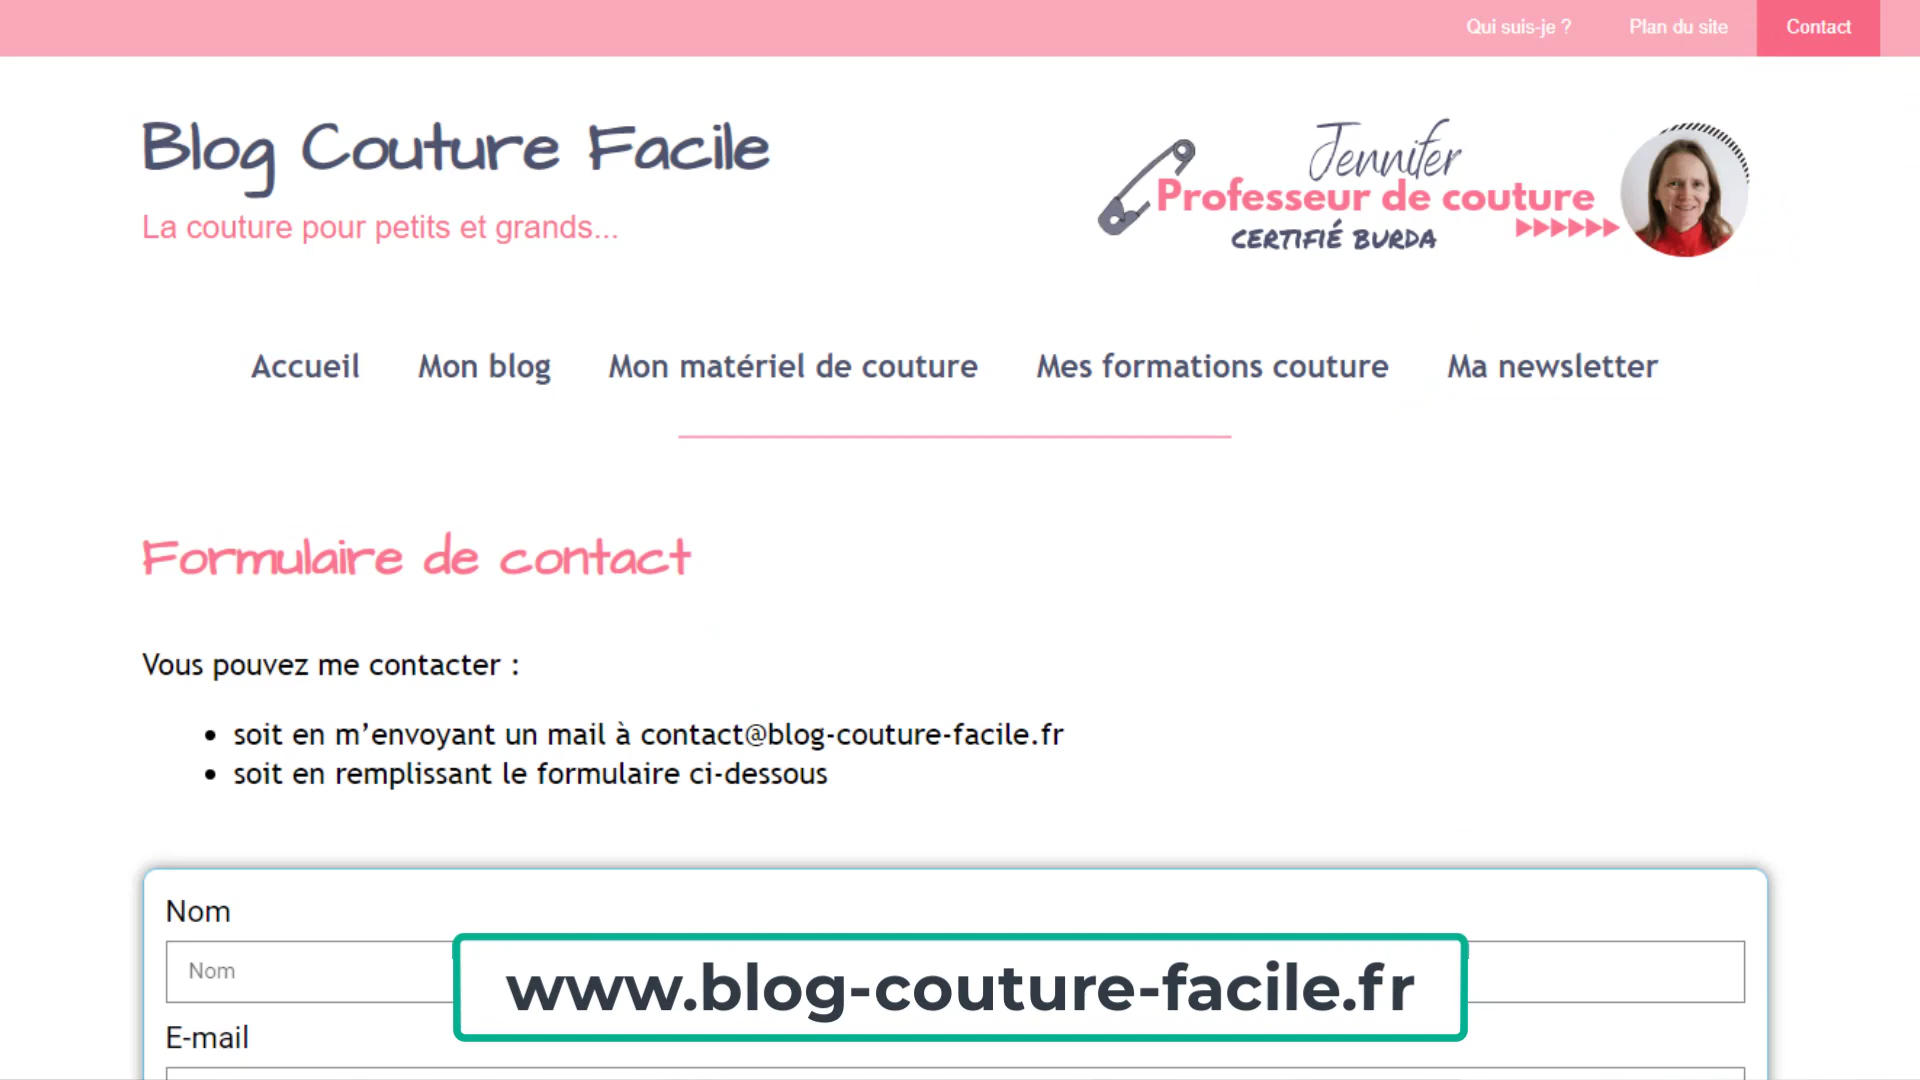 Qui suis-je ?
Plan du site
Contact
Blog Couture Facile
La couture pour petits et grands...
Jennifer
Professeur de couture
CERTIFIÉ BURDA
Accueil
Mon blog
Mon matériel de couture
Mes formations couture
Ma newsletter
Formulaire de contact
Vous pouvez me contacter :
• soit en m’envoyant un mail à contact@blog-couture-facile.fr
• soit en remplissant le formulaire ci-dessous
Nom
Nom
www.blog-couture-facile.fr
E-mail